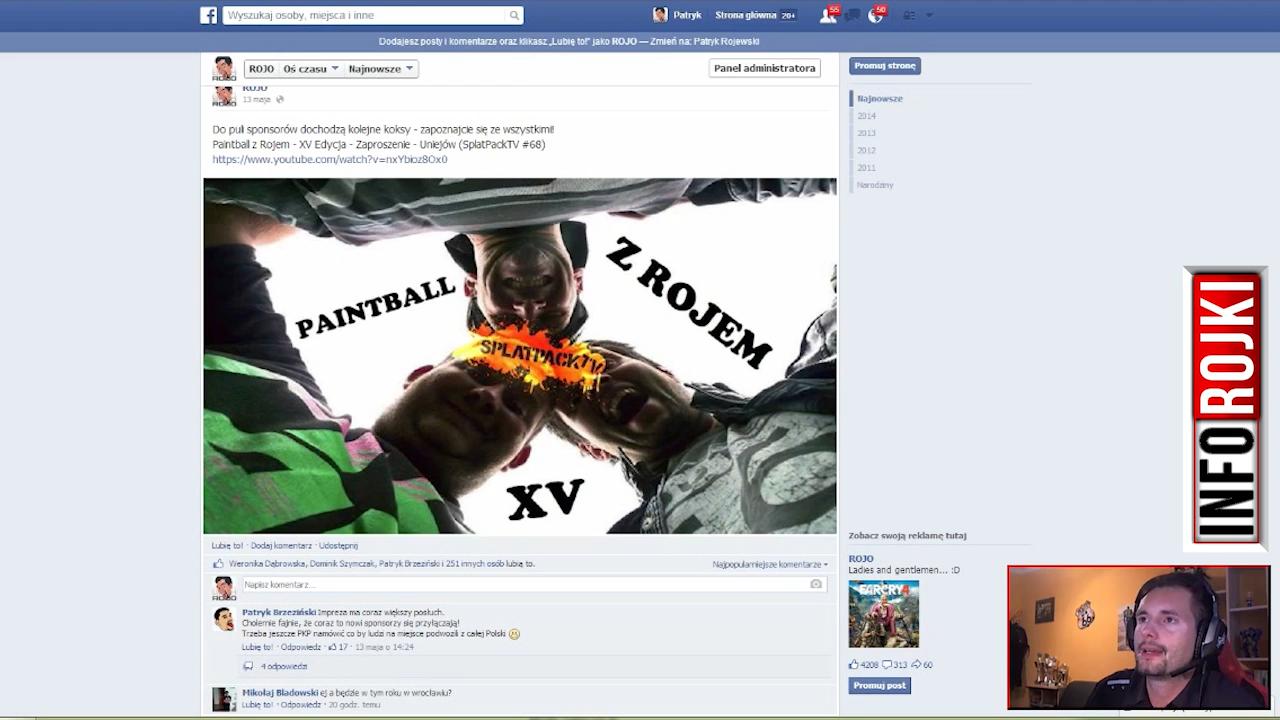 Wyszukaj osoby, miejsca i inne
Patryk
Strona główna 20+
55
50
Dodajesz posty i komentarze oraz klikasz „Lubię to!” jako ROJO — Zmień na: Patryk Rojewski
ROJO
Oś czasu
Najnowsze
Panel administratora
Promuj stronę
ROJO
13 maja
Najnowsze
2014
2013
2012
2011
Narodziny
Do puli sponsorów dochodzą kolejne koksy - zapoznajcie się ze wszystkimi!
Paintball z Rojem - XV Edycja - Zaproszenie - Uniejów (SplatPackTV #68)
https://www.youtube.com/watch?v=nxYbioz8Ox0
PAINTBALL
Z ROJEM
SPLATPACKTV
XV
INFO ROJKI
Lubię to! · Dodaj komentarz · Udostępnij
Weronika Dąbrowska, Dominik Szymczak, Patryk Brzeziński i 251 innych osób lubią to.
Najpopularniejsze komentarze
Napisz komentarz...
Patryk Brzeziński Impreza ma coraz większy posłuch.
Cholernie fajnie, że coraz to nowi sponsorzy się przyłączają!
Trzeba jeszcze PKP namówić co by ludzi na miejsce podwozili z całej Polski
Lubię to! · Odpowiedz · 17 · 13 maja o 14:24
4 odpowiedzi
Mikołaj Bladowski ej a będzie w tym roku w wrocławiu?
Lubię to! · Odpowiedz · 20 godz. temu
Zobacz swoją reklamę tutaj
ROJO
Ladies and gentlemen... :D
FARCRY4
4208 313 60
Promuj post